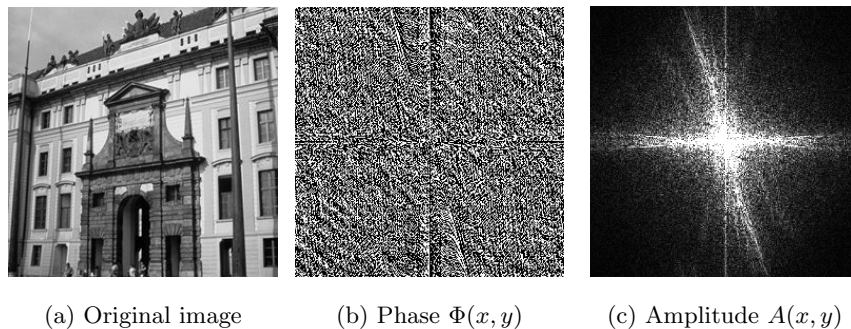 (a) Original image
(b) Phase Φ(x, y)
(c) Amplitude A(x, y)